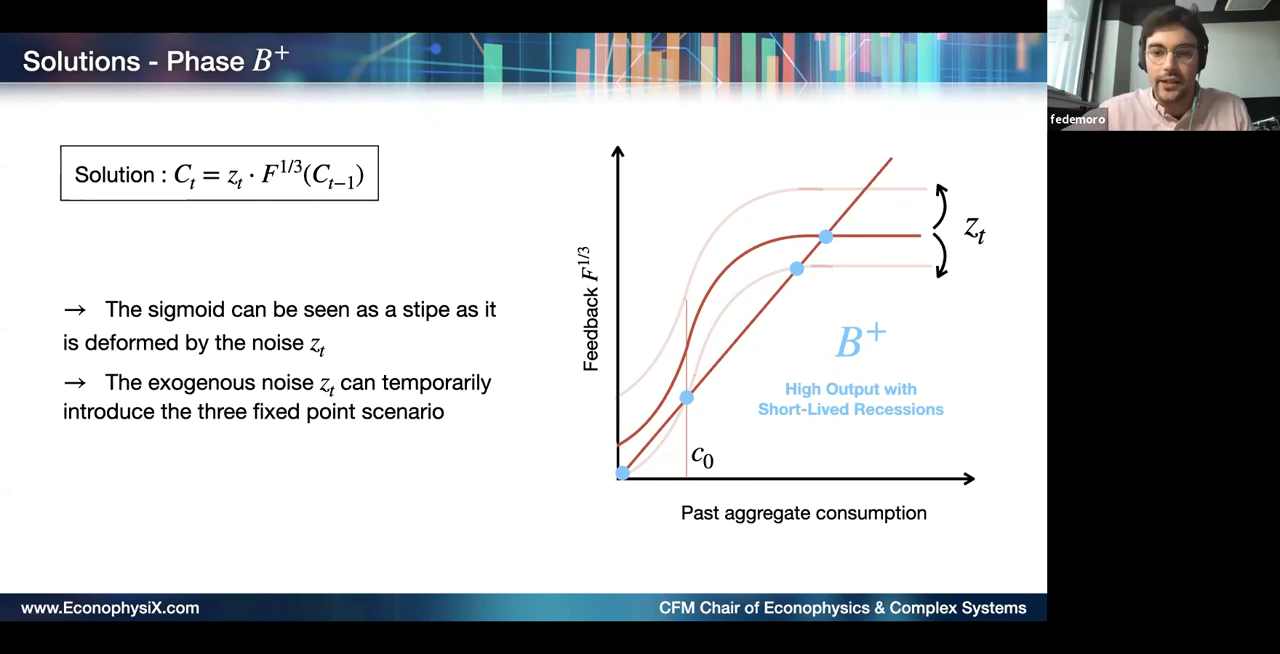 Solutions - Phase B⁺
fedemoro
Solution : Cₜ = zₜ · F^{1/3}(Cₜ₋₁)
→ The sigmoid can be seen as a stipe as it
is deformed by the noise zₜ
→ The exogenous noise zₜ can temporarily
introduce the three fixed point scenario
Feedback F^{1/3}
zₜ
B⁺
High Output with
Short-Lived Recessions
c₀
Past aggregate consumption
www.EconophysiX.com
CFM Chair of Econophysics & Complex Systems